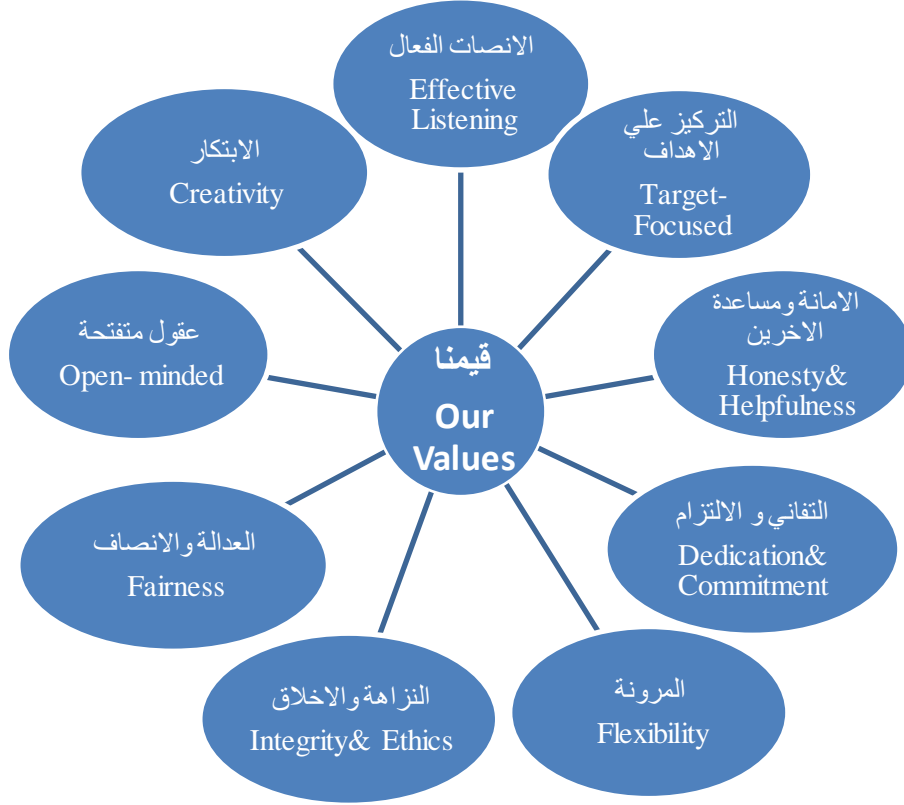 الانصات الفعال
Effective
Listening
التركيز علي
الاهداف
Target-
Focused
الامانة ومساعدة
الاخرين
Honesty&
Helpfulness
التفاني و الالتزام
Dedication&
Commitment
المرونة
Flexibility
النزاهة والاخلاق
Integrity& Ethics
العدالة والانصاف
Fairness
عقول متفتحة
Open- minded
الابتكار
Creativity
قيمنا
Our
Values